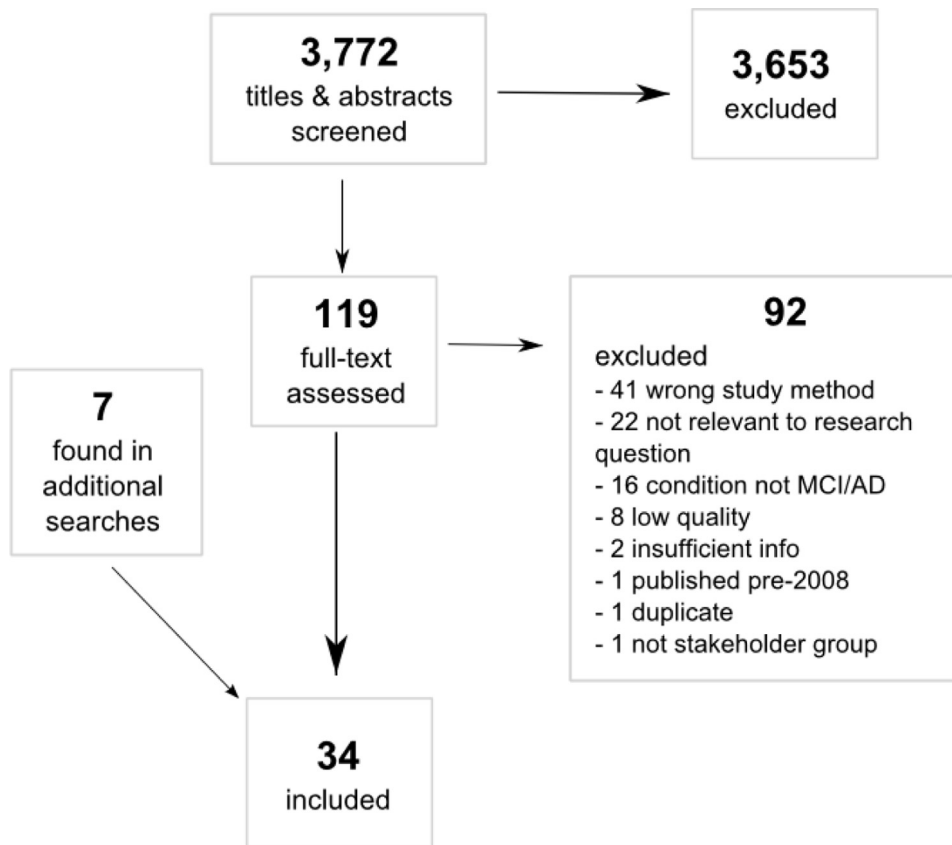 3,772
titles & abstracts
screened
3,653
excluded
119
full-text
assessed
92
excluded
- 41 wrong study method
- 22 not relevant to research
question
- 16 condition not MCI/AD
- 8 low quality
- 2 insufficient info
- 1 published pre-2008
- 1 duplicate
- 1 not stakeholder group
7
found in
additional
searches
34
included